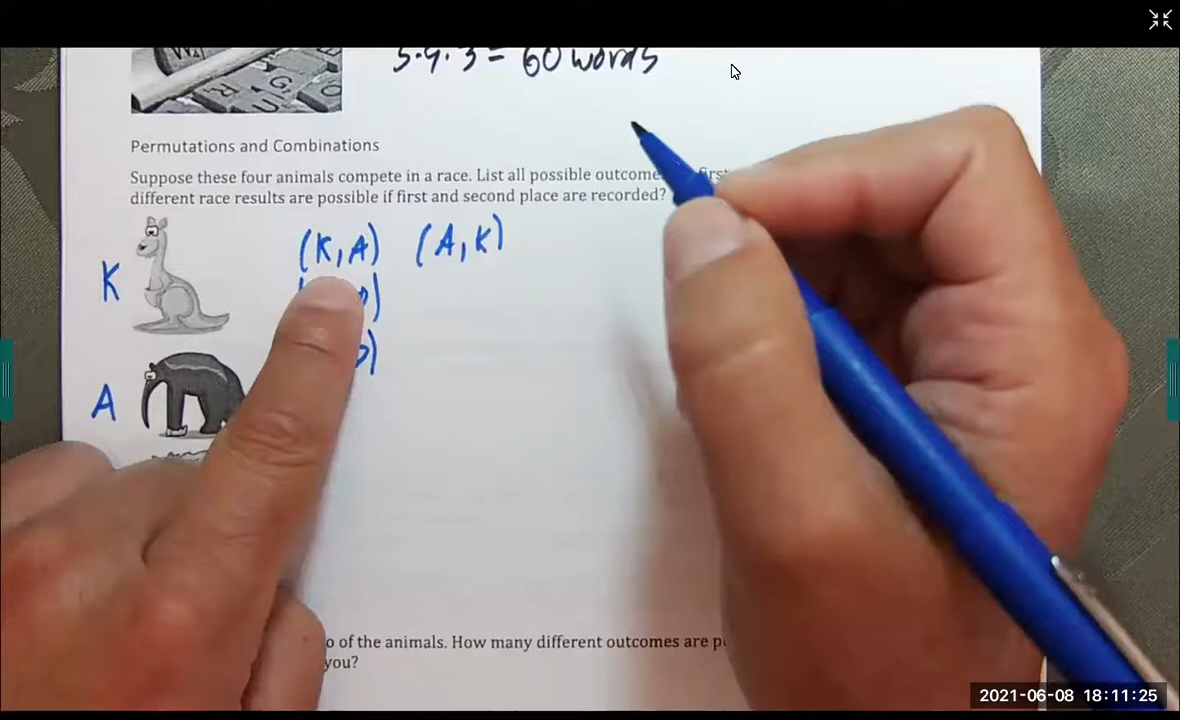 5.4.3 = 60 words
Permutations and Combinations
Suppose these four animals compete in a race. List all possible
different race results are possible if first and second place are recorded?
K
(K,A) (A,K)
A
of the animals. How many different outcomes are
you?
2021-06-08 18:11:25